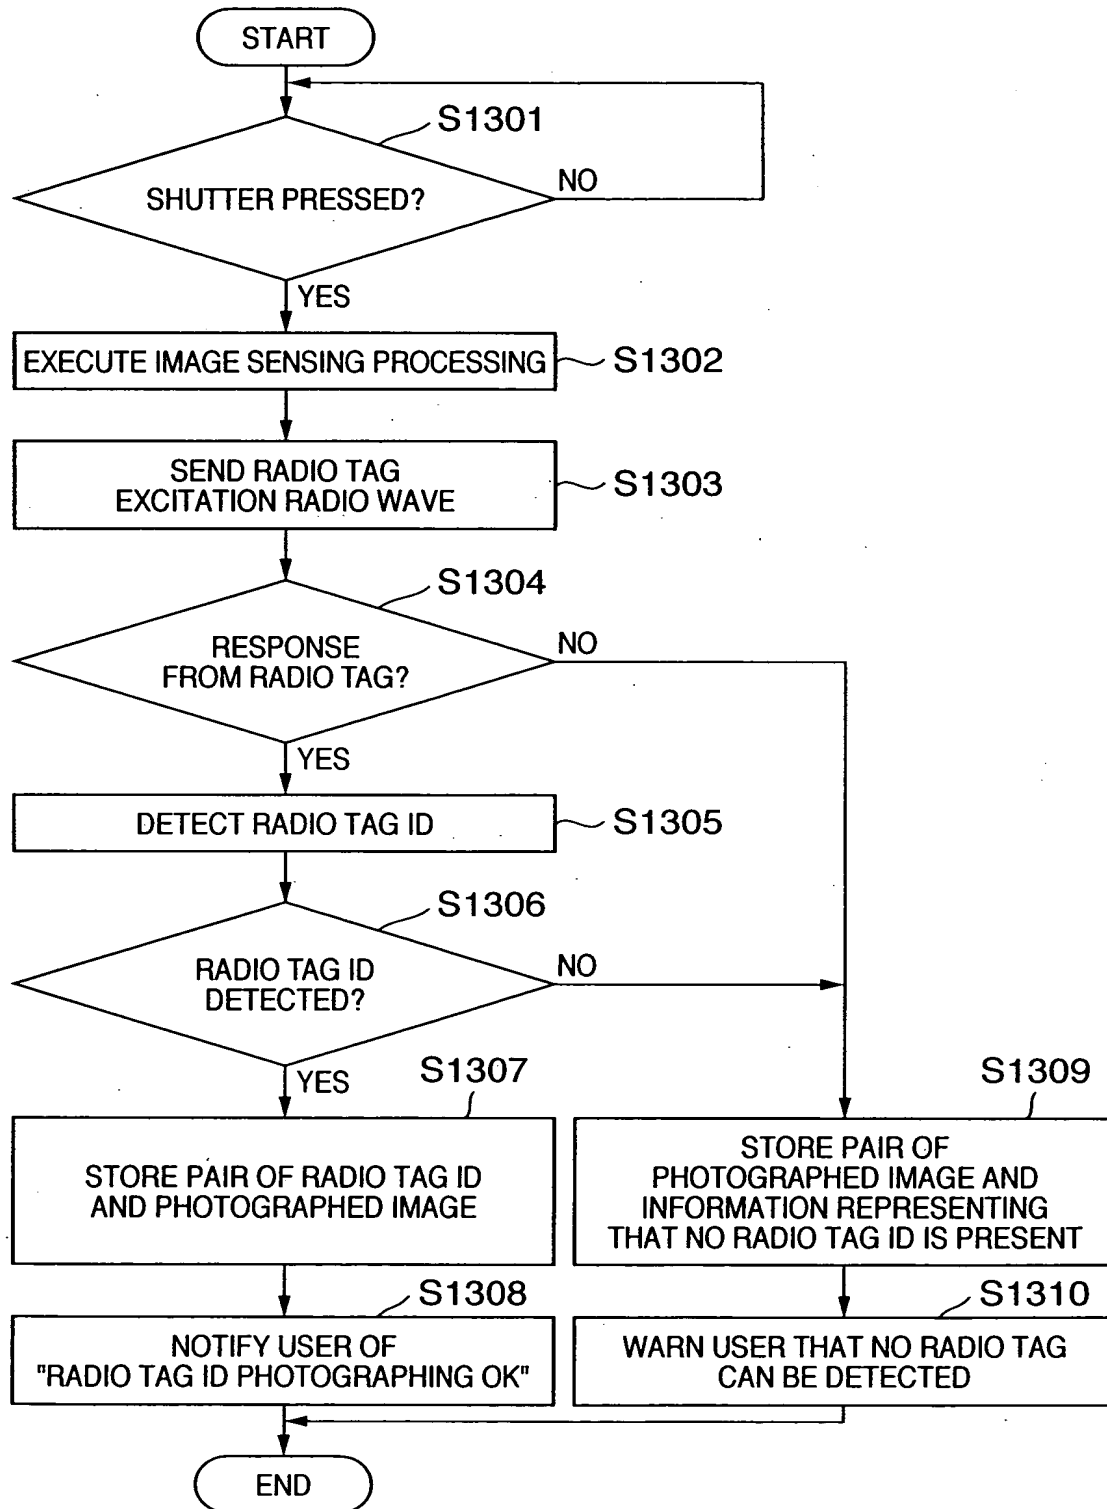 START
S1301
SHUTTER PRESSED?
NO
YES
EXECUTE IMAGE SENSING PROCESSING
S1302
SEND RADIO TAG
EXCITATION RADIO WAVE
S1303
S1304
RESPONSE
FROM RADIO TAG?
NO
YES
DETECT RADIO TAG ID
S1305
S1306
RADIO TAG ID
DETECTED?
NO
YES
S1307
STORE PAIR OF RADIO TAG ID
AND PHOTOGRAPHED IMAGE
S1309
STORE PAIR OF
PHOTOGRAPHED IMAGE AND
INFORMATION REPRESENTING
THAT NO RADIO TAG ID IS PRESENT
S1308
NOTIFY USER OF
"RADIO TAG ID PHOTOGRAPHING OK"
S1310
WARN USER THAT NO RADIO TAG
CAN BE DETECTED
END